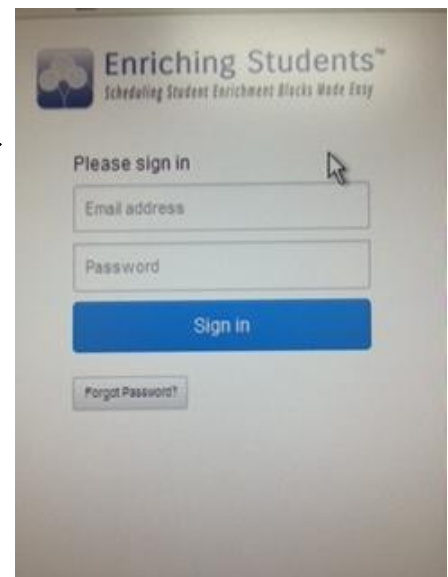 Enriching Students™
Scheduling Student Enrichment Blocks Made Easy
Please sign in
Email address
Password
Sign in
Forgot Password?